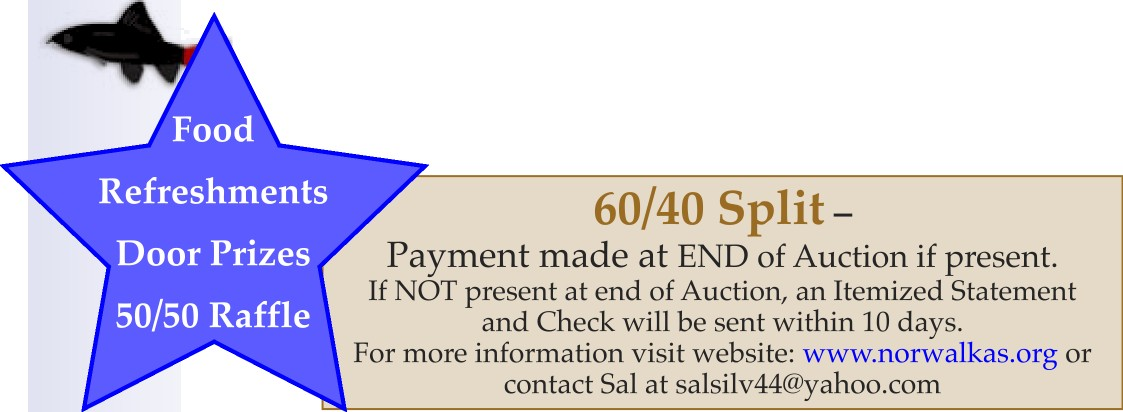 Food
Refreshments
Door Prizes
50/50 Raffle
60/40 Split –
Payment made at END of Auction if present.
If NOT present at end of Auction, an Itemized Statement
and Check will be sent within 10 days.
For more information visit website: www.norwalkas.org or
contact Sal at salsilv44@yahoo.com